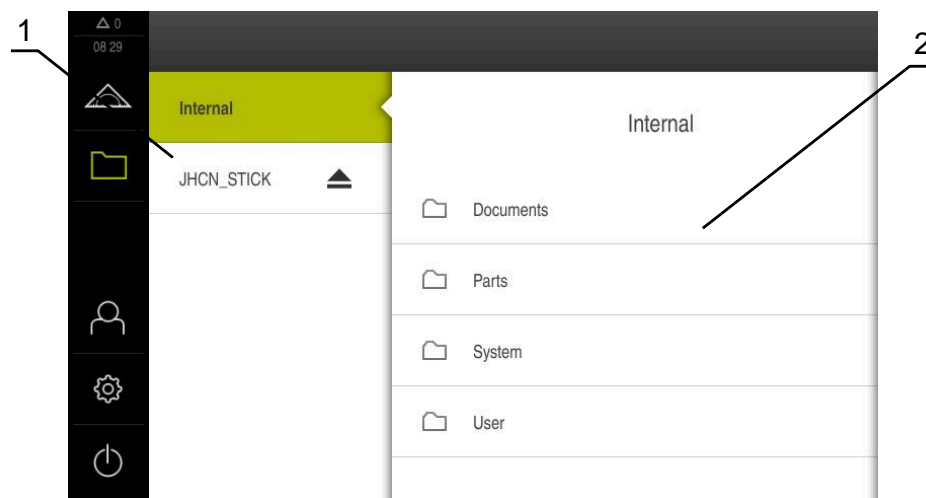 1
2
0
08 29
Internal
JHCN_STICK
Internal
Documents
Parts
System
User